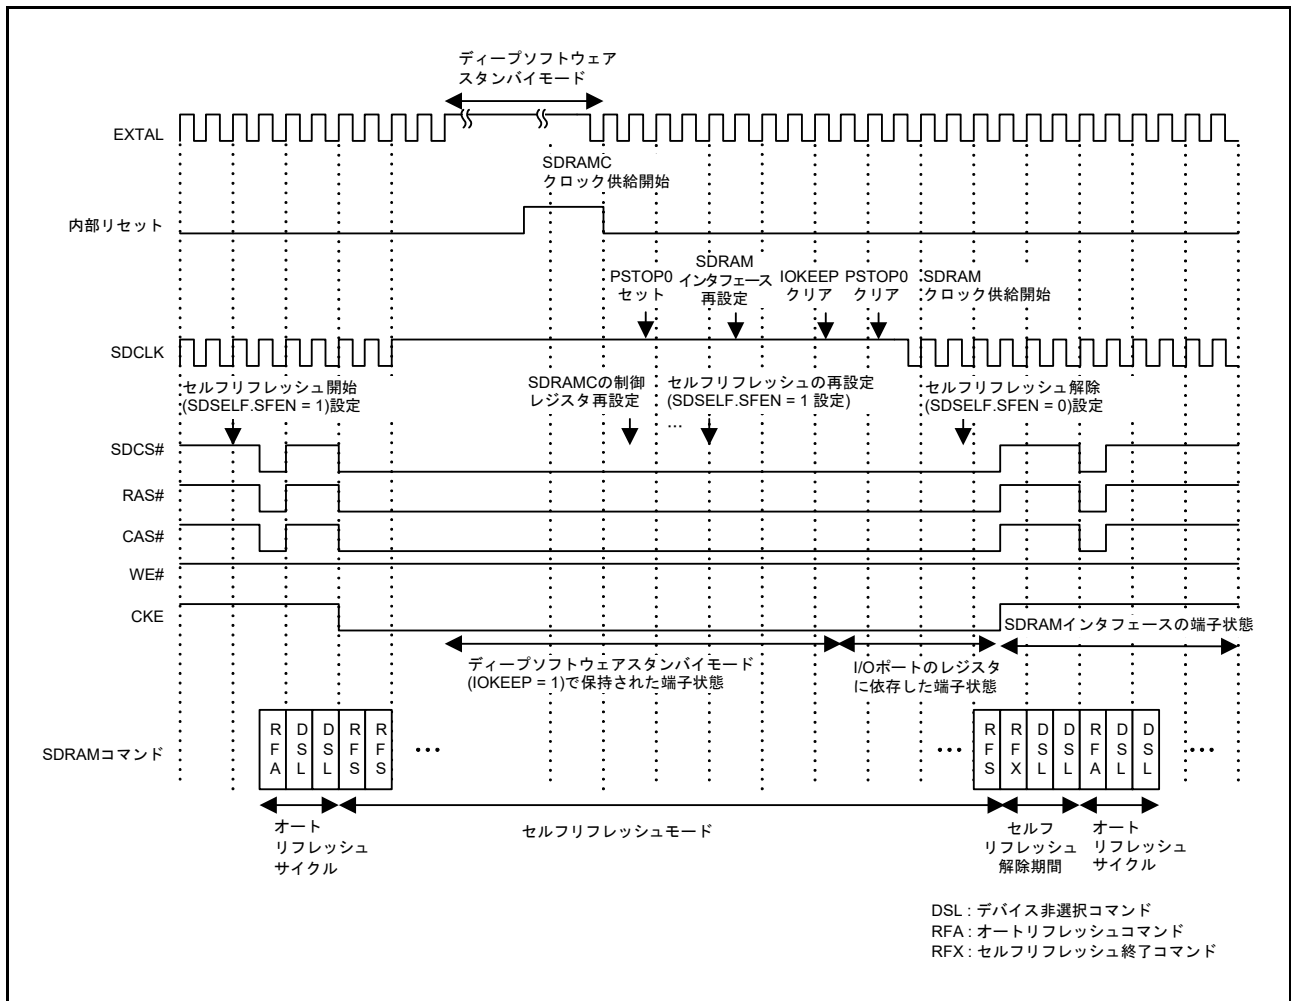 ディープソフトウェア
スタンバイモード
EXTAL
SDRAMC
クロック供給開始
内部リセット
PSTOP0
セット
SDRAM
インタフェース
再設定
IOKEEP
クリア
PSTOP0
クリア
SDRAM
クロック供給開始
SDCLK
セルフリフレッシュ開始
(SDSELF.SFEN = 1)設定
SDRAMCの制御
レジスタ再設定
セルフリフレッシュの再設定
(SDSELF.SFEN = 1 設定)
…
セルフリフレッシュ解除
(SDSELF.SFEN = 0)設定
SDCS#
RAS#
CAS#
WE#
CKE
SDRAMインタフェースの端子状態
ディープソフトウェアスタンバイモード
(IOKEEP = 1)で保持された端子状態
I/Oポートのレジスタ
に依存した端子状態
SDRAMコマンド
RFA
DSL
DSL
RFS
RFS
…
…
RFS
RFX
DSL
DSL
RFA
DSL
DSL
…
オート
リフレッシュ
サイクル
セルフリフレッシュモード
セルフ
リフレッシュ
解除期間
オート
リフレッシュ
サイクル
DSL : デバイス非選択コマンド
RFA : オートリフレッシュコマンド
RFX : セルフリフレッシュ終了コマンド